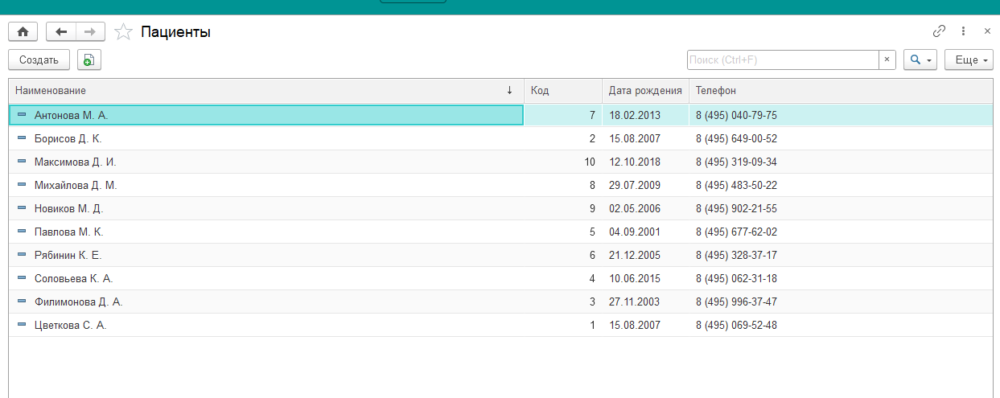 Пациенты
Создать Поиск (Ctrl+F) × Еще
Наименование ↓ Код Дата рождения Телефон
Антонова М. А. 7 18.02.2013 8 (495) 040-79-75
Борисов Д. К. 2 15.08.2007 8 (495) 649-00-52
Максимова Д. И. 10 12.10.2018 8 (495) 319-09-34
Михайлова Д. М. 8 29.07.2009 8 (495) 483-50-22
Новиков М. Д. 9 02.05.2006 8 (495) 902-21-55
Павлова М. К. 5 04.09.2001 8 (495) 677-62-02
Рябинин К. Е. 6 21.12.2005 8 (495) 328-37-17
Соловьева К. А. 4 10.06.2015 8 (495) 062-31-18
Филимонова Д. А. 3 27.11.2003 8 (495) 996-37-47
Цветкова С. А. 1 15.08.2007 8 (495) 069-52-48